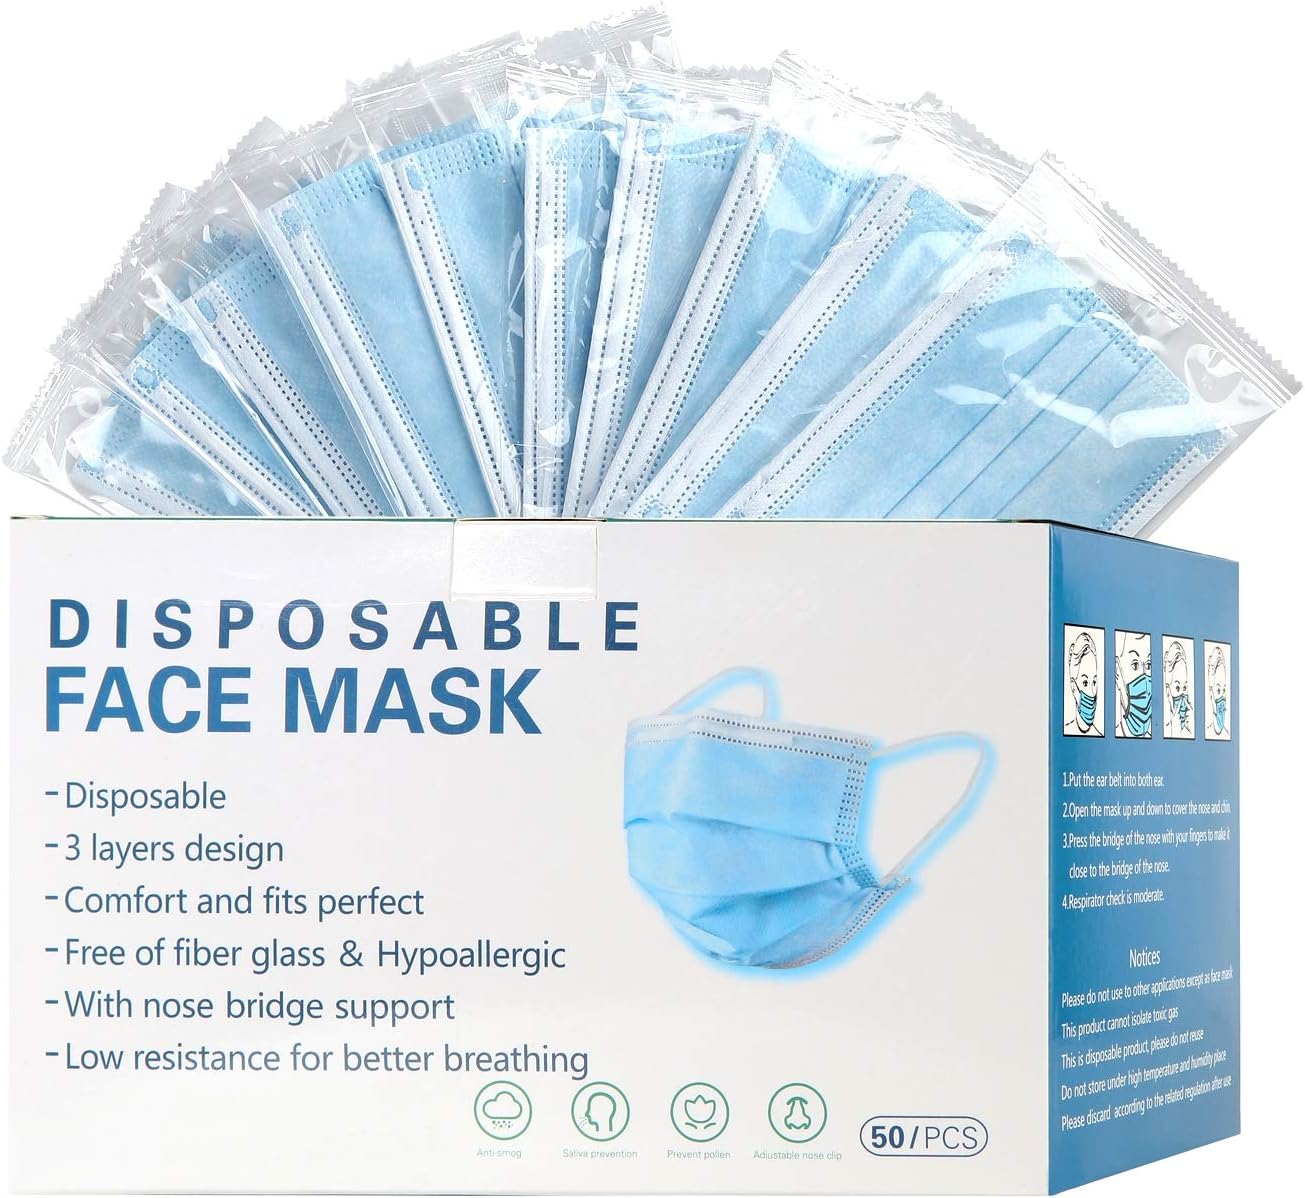 DISPOSABLE
FACE MASK
-Disposable
-3 layers design
-Comfort and fits perfect
-Free of fiber glass & Hypoallergic
-With nose bridge support
-Low resistance for better breathing
Anti-smog
Saliva prevention
Prevent pollen
Adjustable nose clip
50/PCS
1.Put the ear belt into both ear.
2.Open the mask up and down to cover the nose and chin.
3.Press the bridge of the nose with your fingers to make it
close to the bridge of the nose.
4.Respirator check is moderate.
Notices
Please do not use to other applications except as face mask
This product cannot isolate toxic gas
This is disposable product, please do not reuse
Do not store under high temperature and humidity place
Please discard according to the related regulation after use